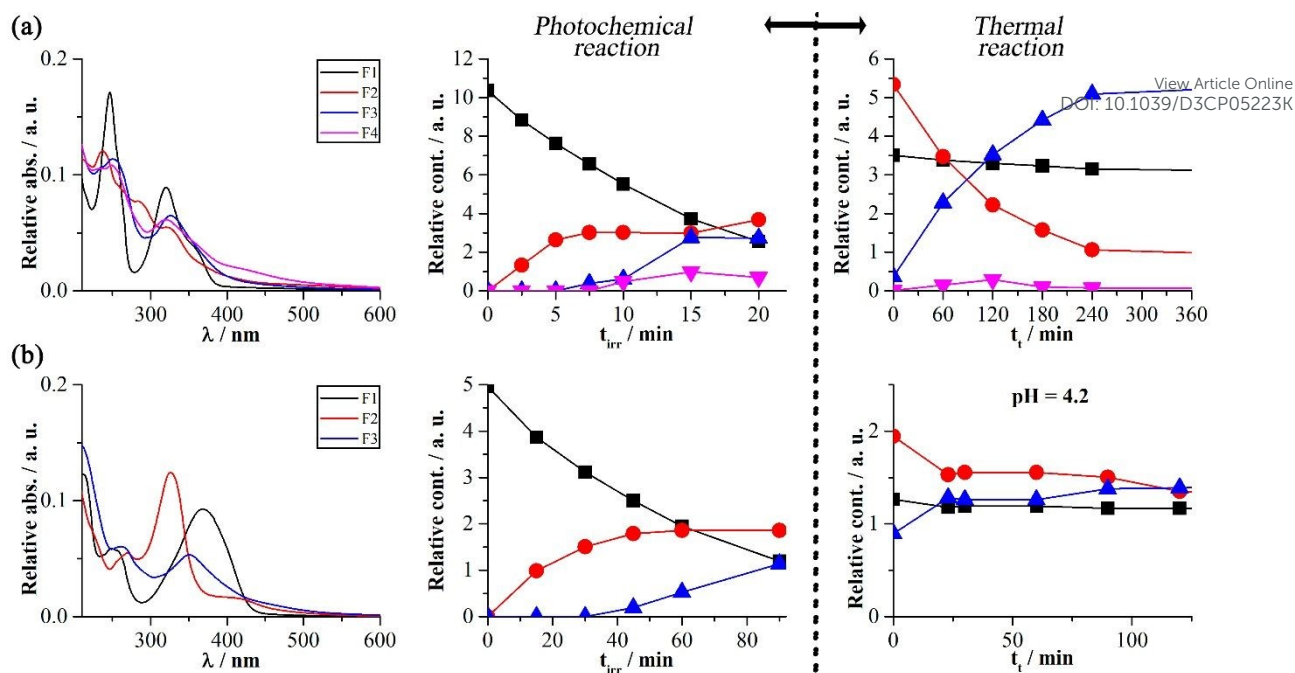 (a)
Photochemical
reaction
Thermal
reaction
View Article Online
DOI: 10.1039/D3CP05223K
Relative abs. / a. u.
0.2
0.1
0.0
F1
F2
F3
F4
300 400 500 600
λ / nm
Relative cont. / a. u.
12
10
8
6
4
2
0
0 5 10 15 20
t_irr / min
Relative cont. / a. u.
6
5
4
3
2
1
0
0 60 120 180 240 300 360
t_t / min
(b)
Relative abs. / a. u.
0.2
0.1
0.0
F1
F2
F3
300 400 500 600
λ / nm
Relative cont. / a. u.
5
4
3
2
1
0
0 20 40 60 80
t_irr / min
pH = 4.2
Relative cont. / a. u.
2
1
0
0 50 100
t_t / min